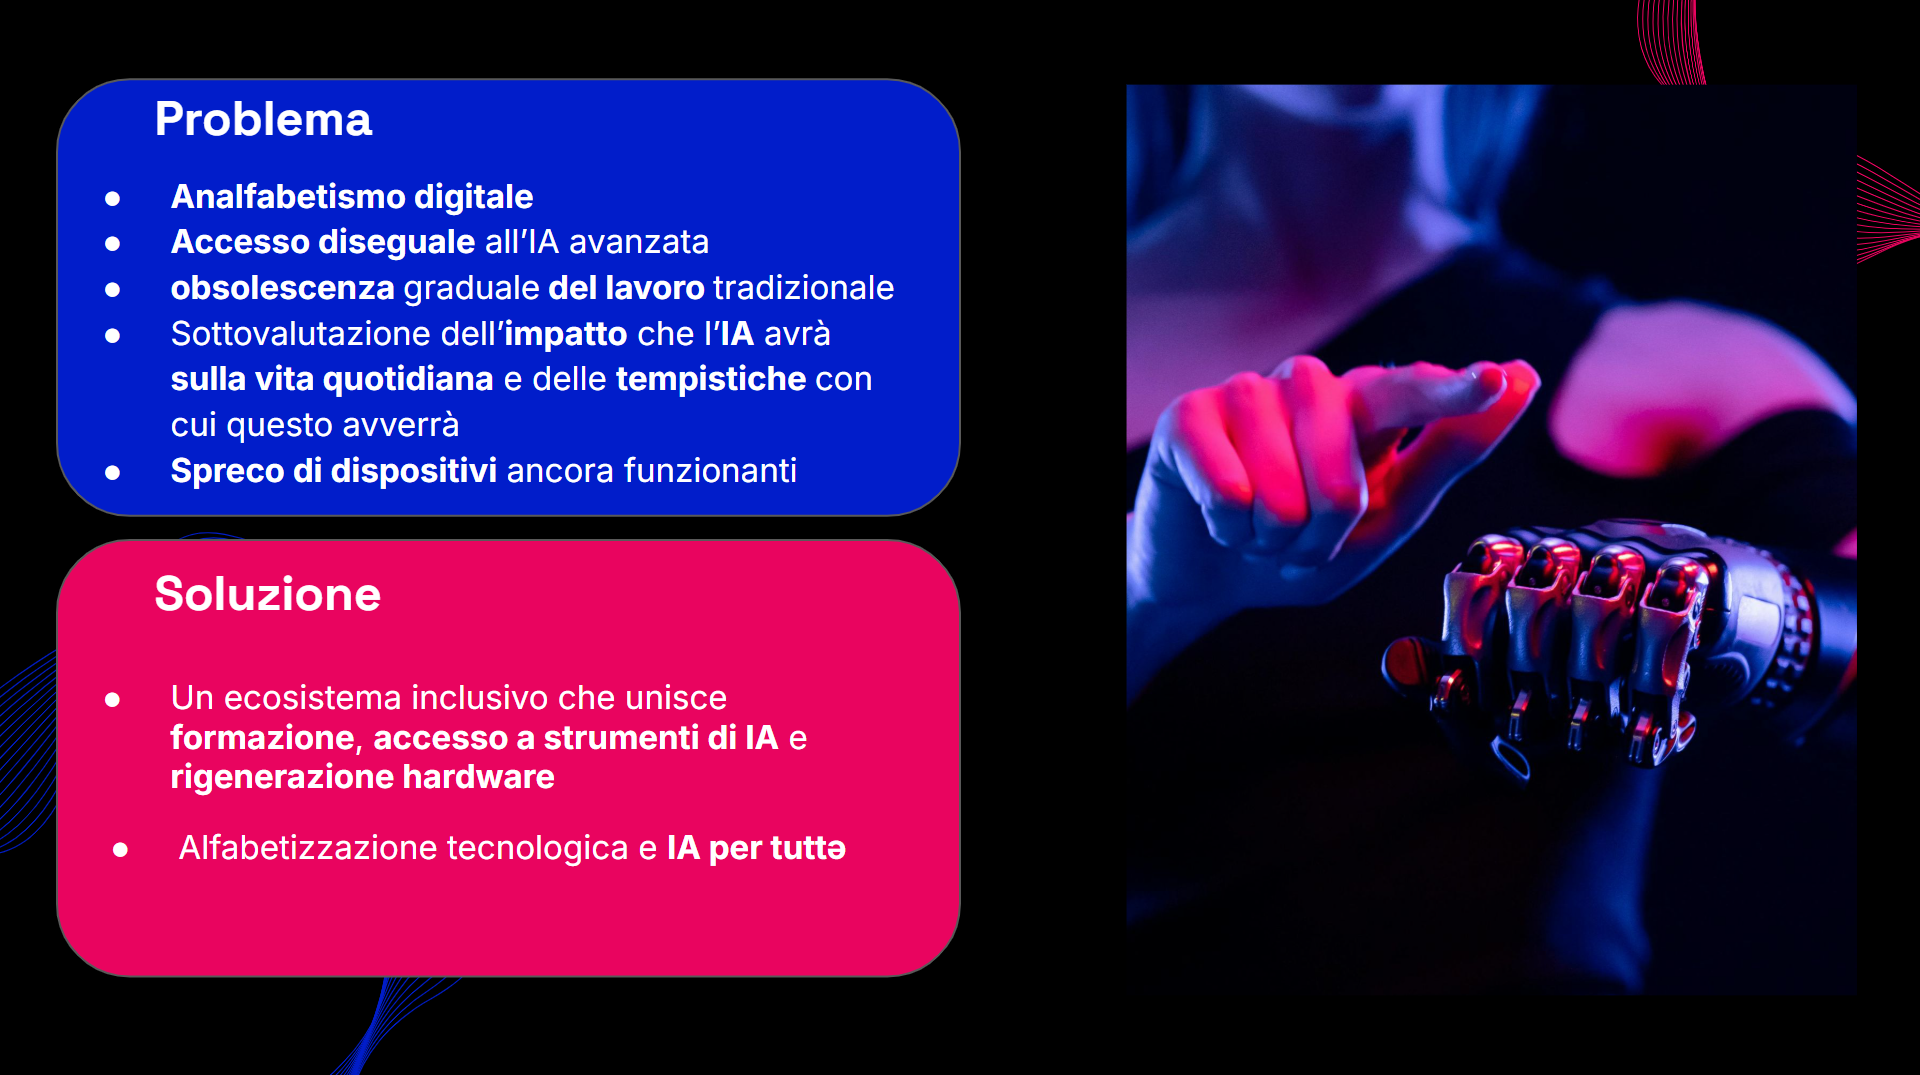 Problema
● Analfabetismo digitale
● Accesso diseguale all’IA avanzata
● obsolescenza graduale del lavoro tradizionale
● Sottovalutazione dell’impatto che l’IA avrà
sulla vita quotidiana e delle tempistiche con
cui questo avverrà
● Spreco di dispositivi ancora funzionanti
Soluzione
● Un ecosistema inclusivo che unisce
formazione, accesso a strumenti di IA e
rigenerazione hardware
● Alfabetizzazione tecnologica e IA per tuttə